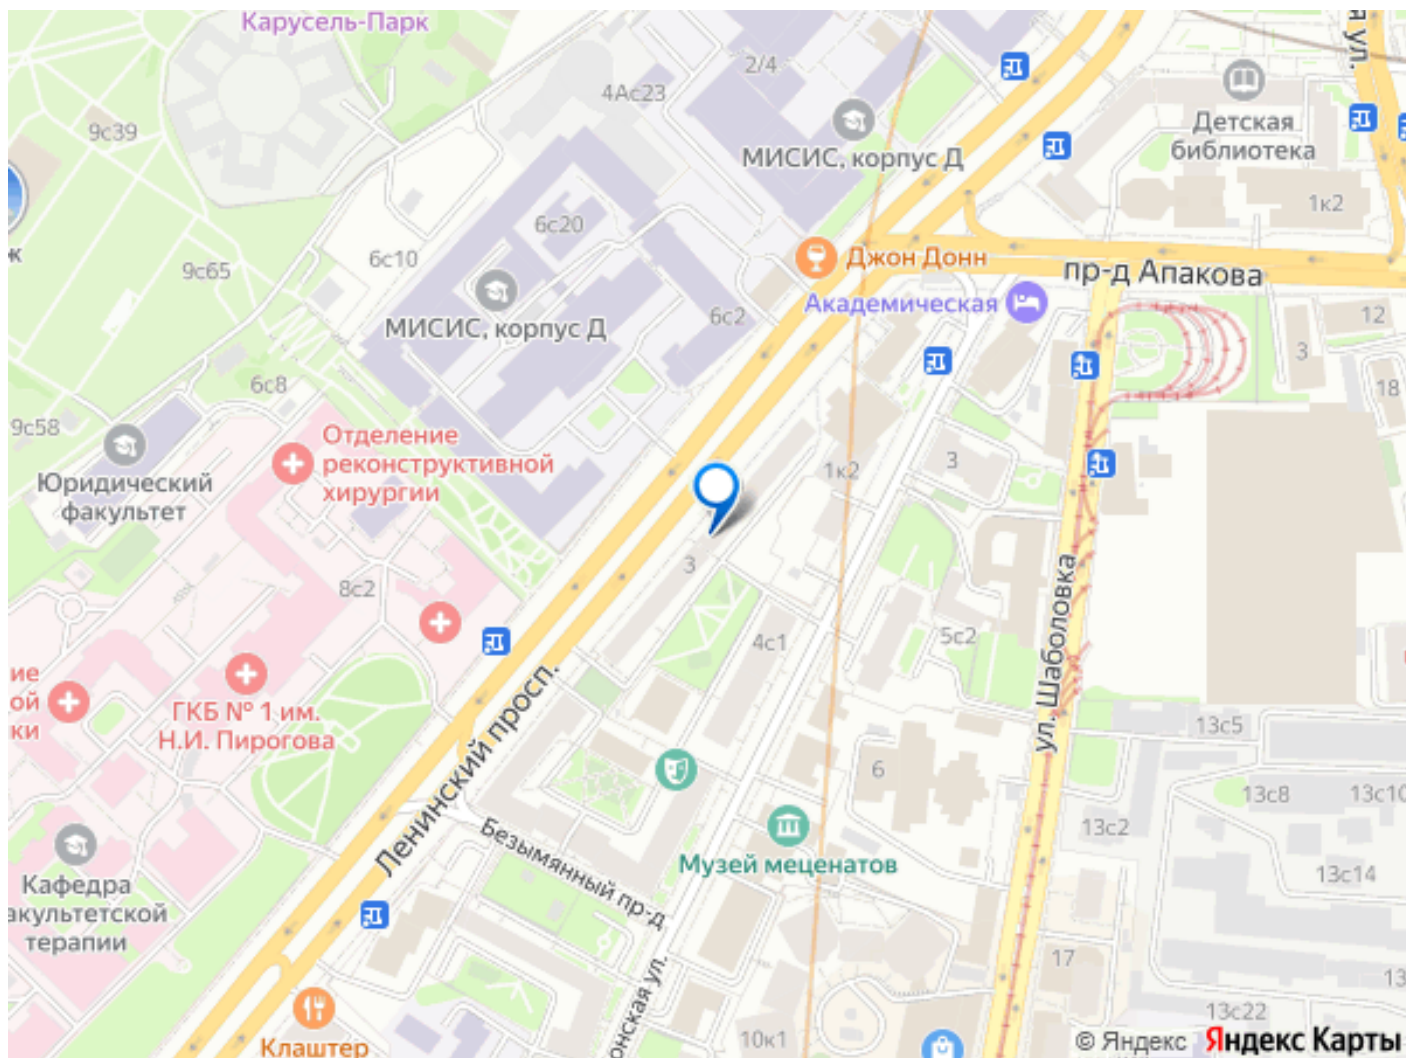 Карусель-Парк
2/4
4Ас23
9с39
Детская
библиотека
МИСИС, корпус Д
1к2
6с20
6с10
9с65
Джон Донн
пр-д Апакова
Академическая
МИСИС, корпус Д
6с2
12
3
6с8
18
9с58
Отделение
реконструктивной
хирургии
Юридический
факультет
1к2
3
3
8с2
ул. Шаболовка
4с1
5с2
ГКБ № 1 им.
Н.И. Пирогова
Ленинский просп.
13с5
6
13с8
13с10
Безымянный пр-д
13с2
Музей меценатов
13с14
Кафедра
акультетской
терапии
17
онская ул.
13
13с22
10к1
Клаштер
© Яндекс Яндекс Карты